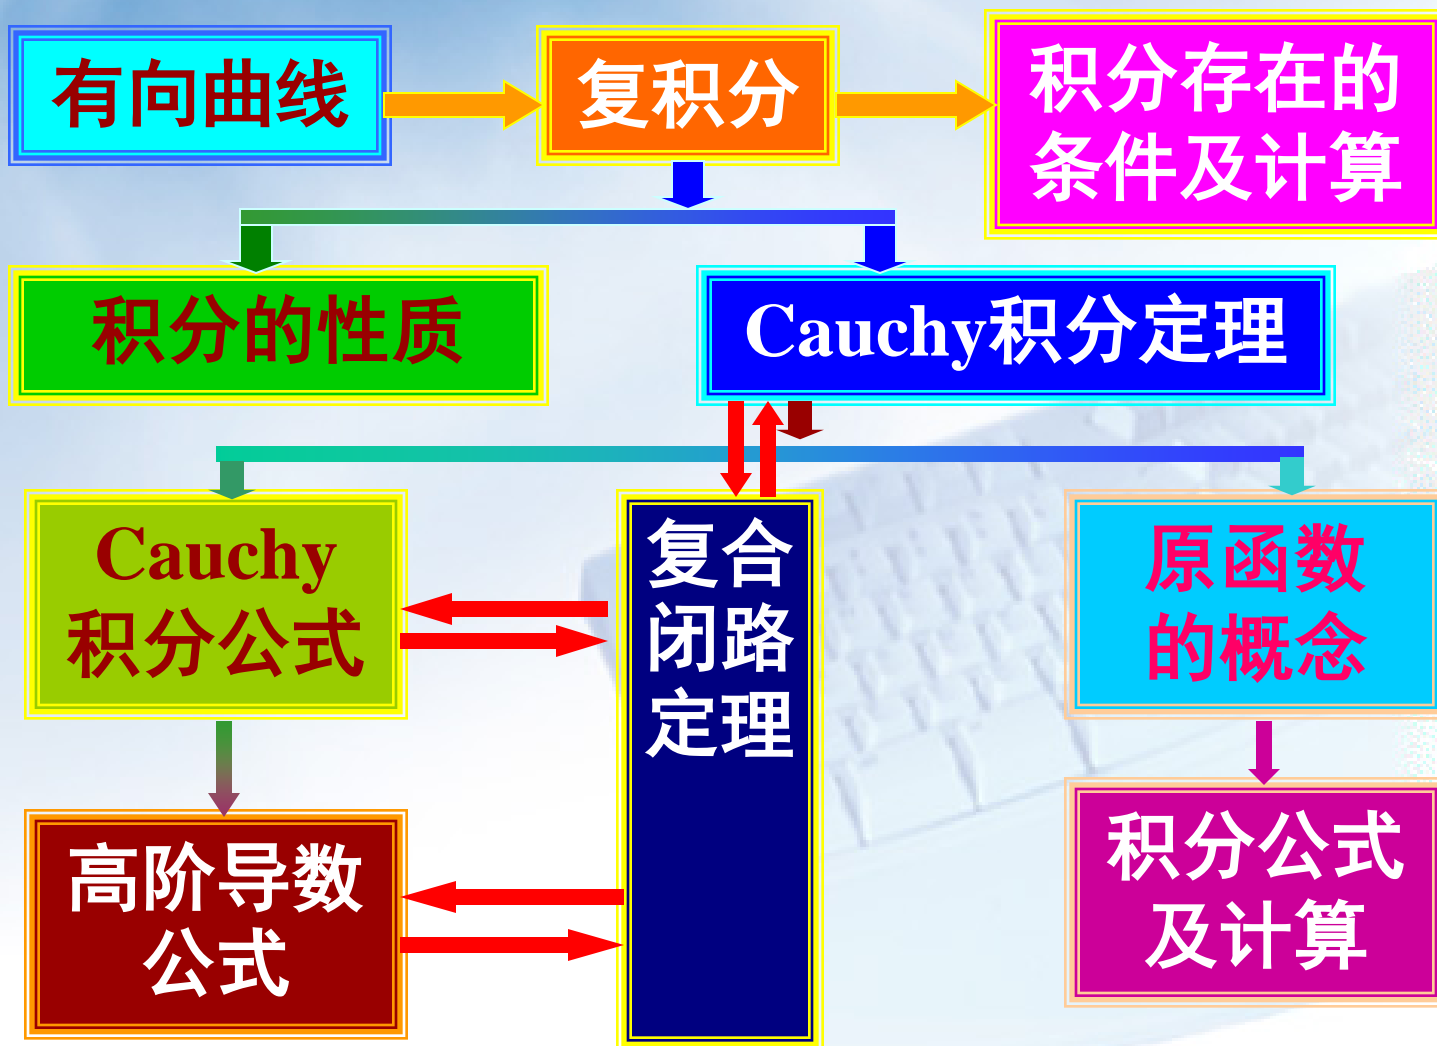 有向曲线
复积分
积分存在的
条件及计算
积分的性质
Cauchy积分定理
Cauchy
积分公式
复合
闭路
定理
原函数
的概念
高阶导数
公式
积分公式
及计算